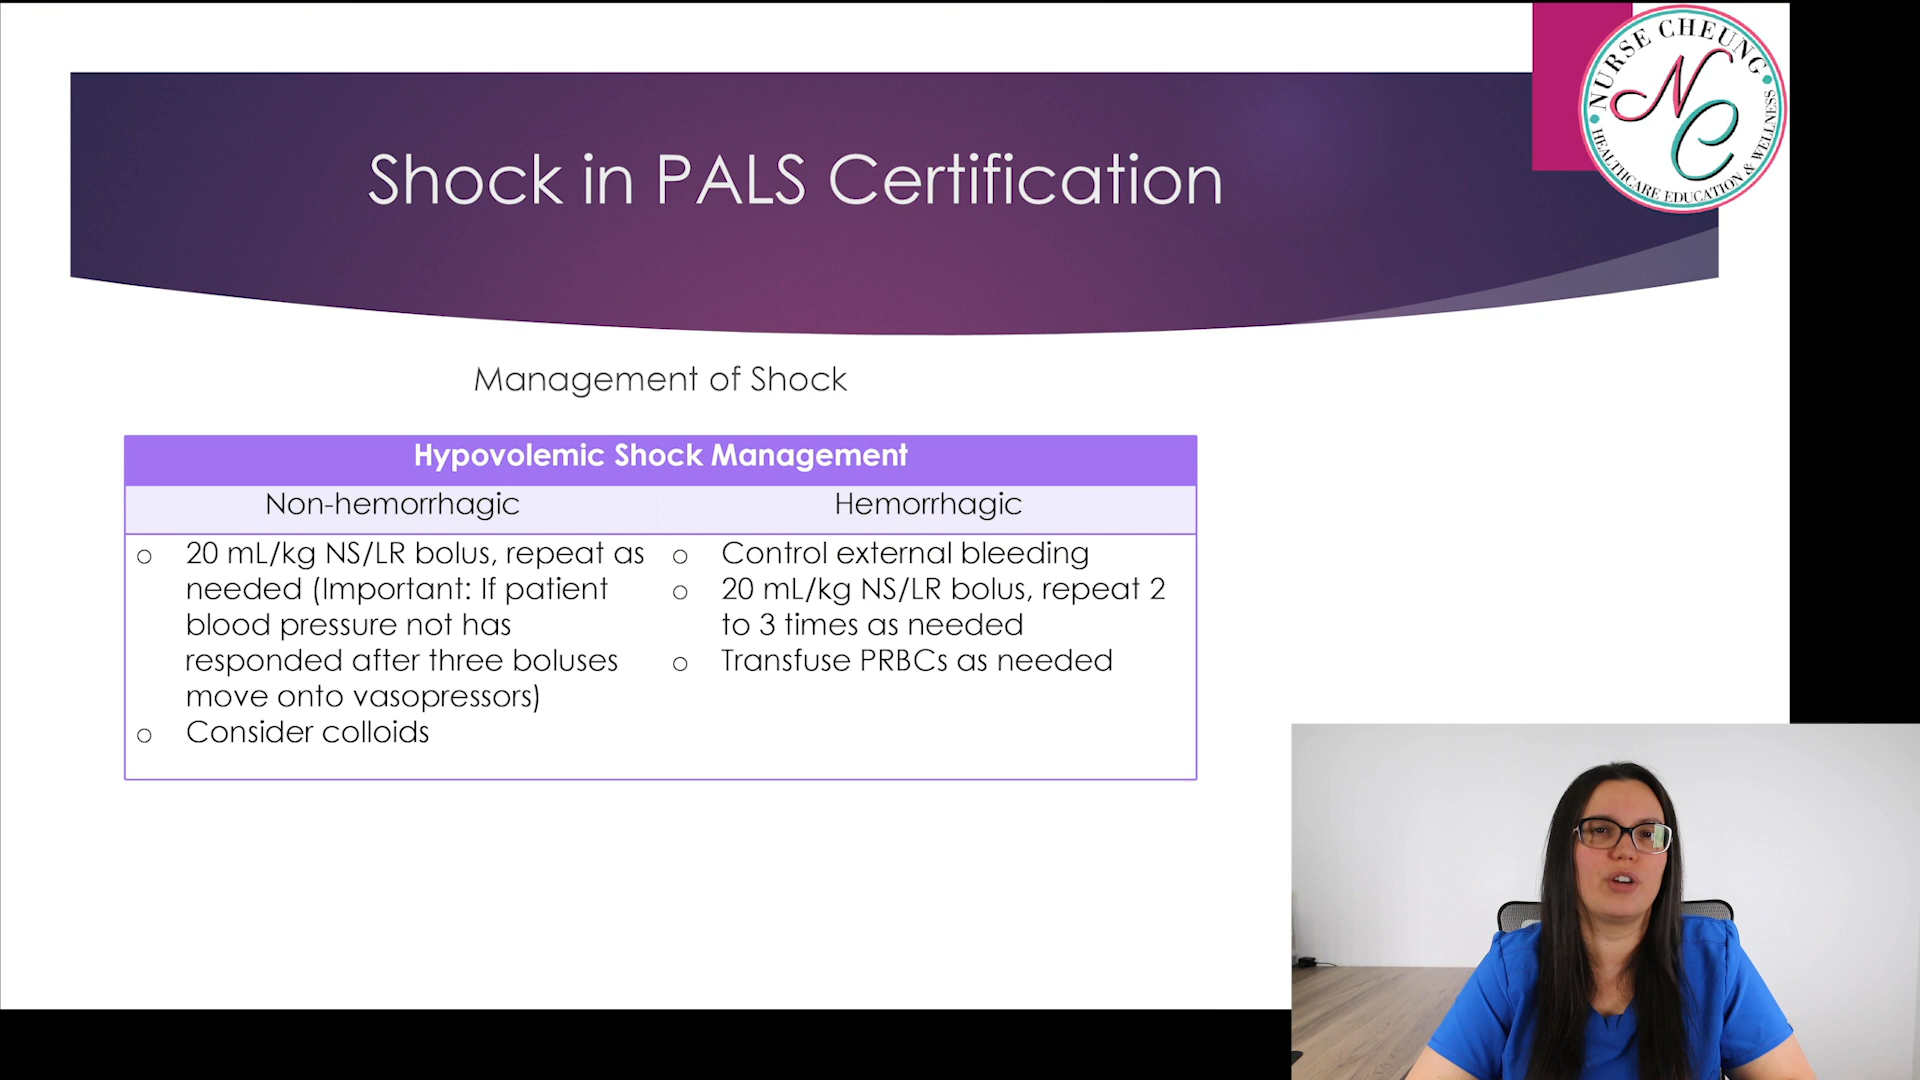 NURSE CHEUNG
NC
HEALTHCARE EDUCATION & WELLNESS
Shock in PALS Certification
Management of Shock
Hypovolemic Shock Management
Non-hemorrhagic
Hemorrhagic
o 20 mL/kg NS/LR bolus, repeat as
needed (Important: If patient
blood pressure not has
responded after three boluses
move onto vasopressors)
o Consider colloids
o Control external bleeding
o 20 mL/kg NS/LR bolus, repeat 2
to 3 times as needed
o Transfuse PRBCs as needed